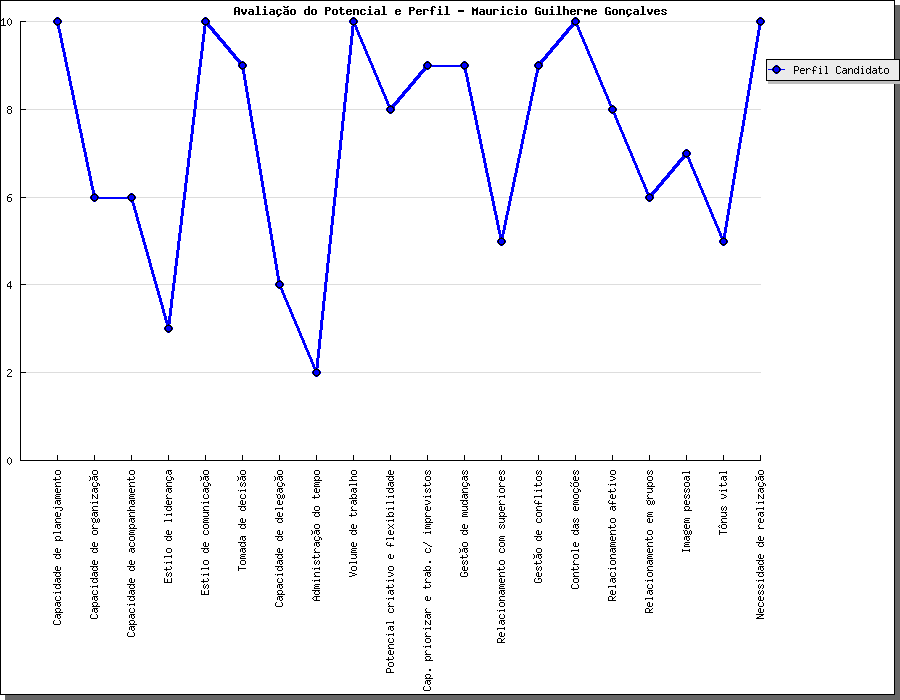 Avaliação do Potencial e Perfil - Mauricio Guilherme Gonçalves
10
8
6
4
2
0
Perfil Candidato
Capacidade de planejamento
Capacidade de organização
Capacidade de acompanhamento
Estilo de liderança
Estilo de comunicação
Tomada de decisão
Capacidade de delegação
Administração do tempo
Volume de trabalho
Potencial criativo e flexibilidade
Cap. priorizar e trab. c/ imprevistos
Gestão de mudanças
Relacionamento com superiores
Gestão de conflitos
Controle das emoções
Relacionamento afetivo
Relacionamento em grupos
Imagem pessoal
Tônus vital
Necessidade de realização